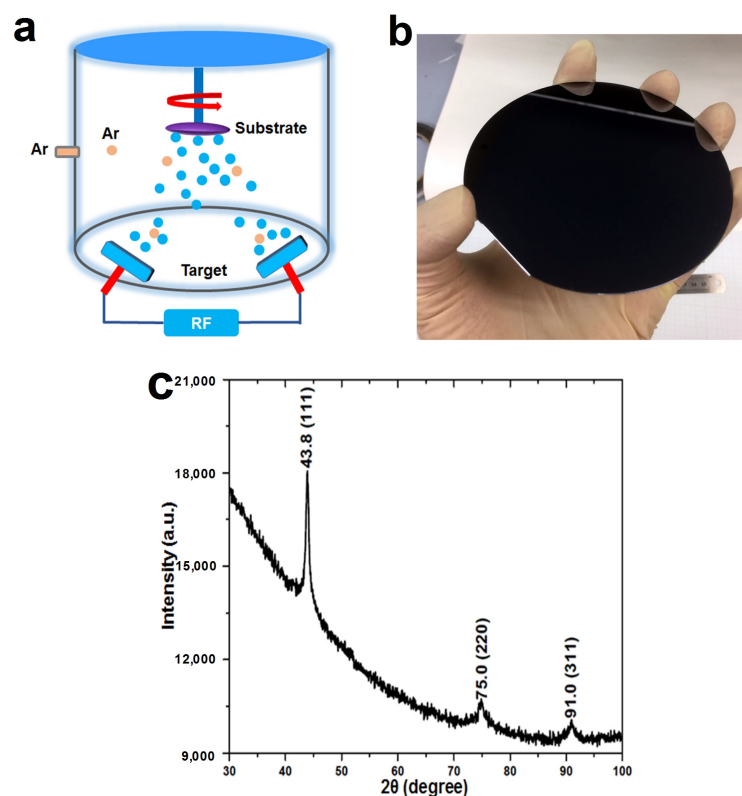 a
b
Substrate
Ar
Ar
Target
RF
c
21,000
18,000
15,000
12,000
9,000
Intensity (a.u.)
43.8 (111)
75.0 (220)
91.0 (311)
30 40 50 60 70 80 90 100
2θ (degree)